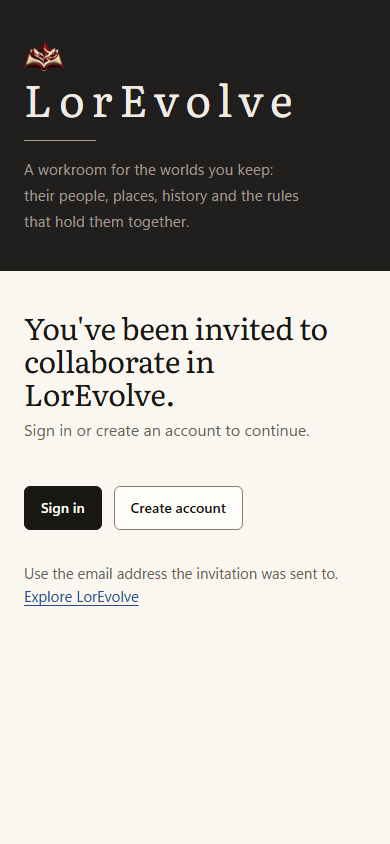 LorEvolve
A workroom for the worlds you keep:
their people, places, history and the rules
that hold them together.
You've been invited to
collaborate in
LorEvolve.
Sign in or create an account to continue.
Sign in
Create account
Use the email address the invitation was sent to.
Explore LorEvolve